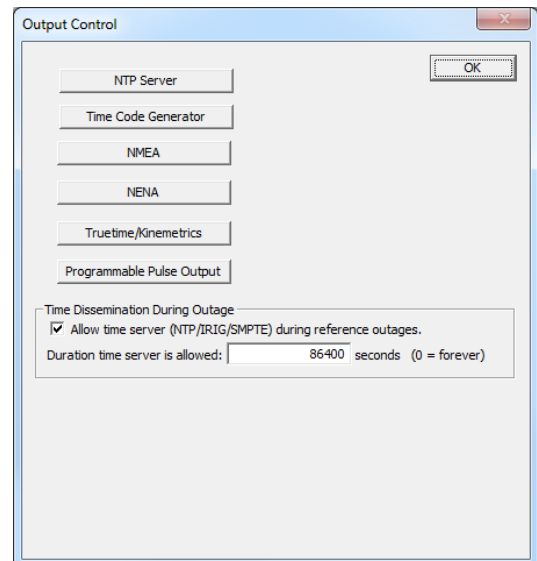 Output Control
OK
NTP Server
Time Code Generator
NMEA
NENA
Truetime/Kinemetrics
Programmable Pulse Output
Time Dissemination During Outage
Allow time server (NTP/IRIG/SMPTE) during reference outages.
Duration time server is allowed: 86400 seconds (0 = forever)